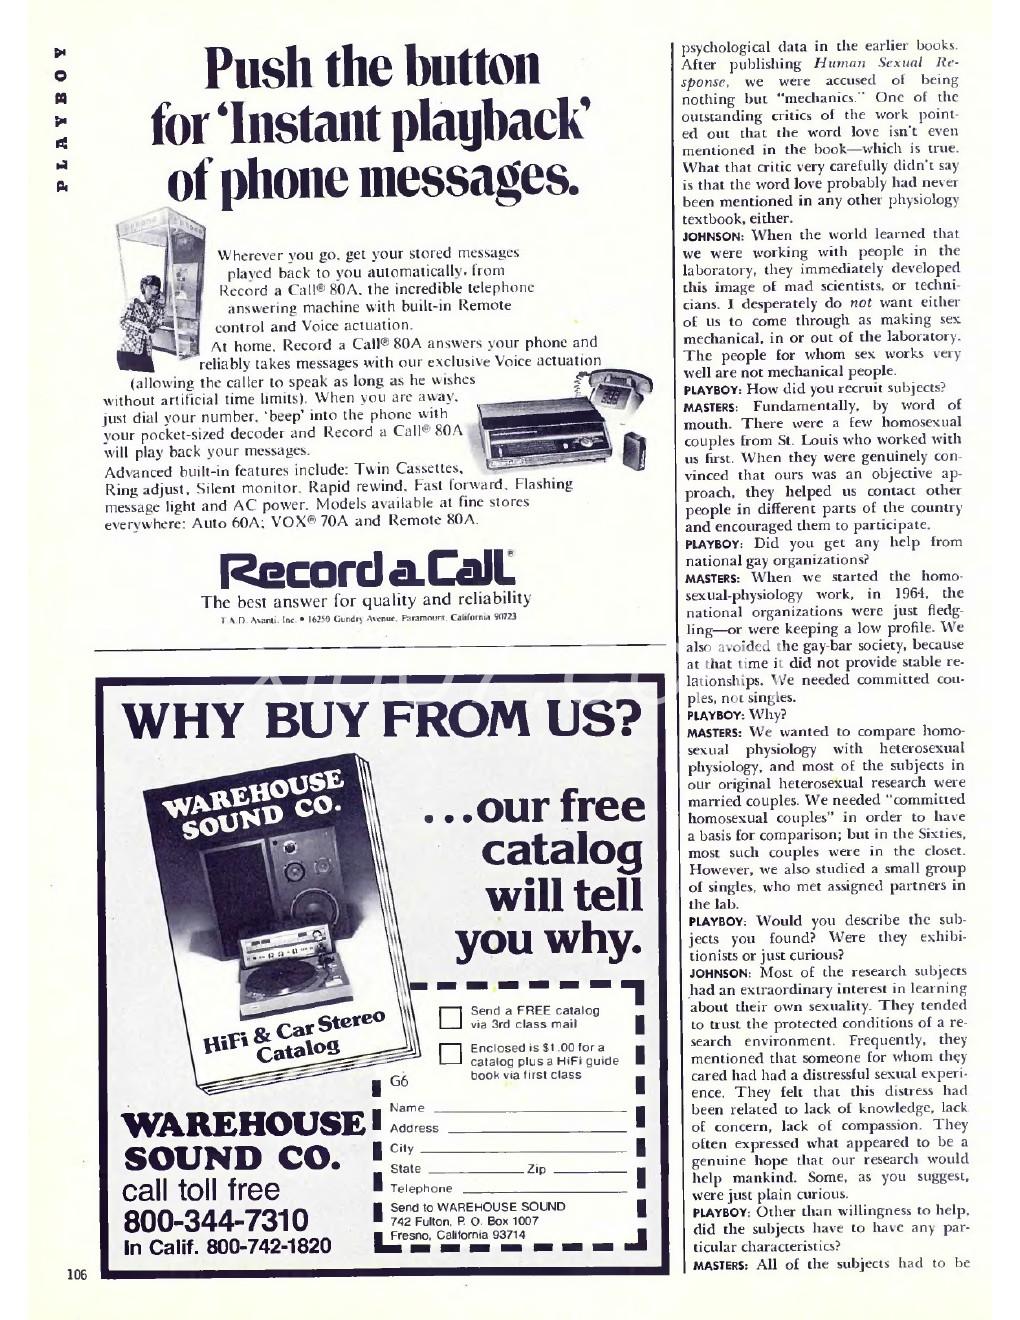 PLAYBOY
Push the button
for ‘Instant playback’
of phone messages.
phone
Wherever you go, get your stored messages
played back to you automatically, from
Record a Call® 80A, the incredible telephone
answering machine with built-in Remote
control and Voice actuation.
At home, Record a Call® 80A answers your phone and
reliably takes messages with our exclusive Voice actuation
(allowing the caller to speak as long as he wishes
without artificial time limits). When you are away,
just dial your number, ‘beep’ into the phone with
your pocket-sized decoder and Record a Call® 80A
will play back your messages.
Advanced built-in features include: Twin Cassettes,
Ring adjust, Silent monitor, Rapid rewind, Fast forward, Flashing
message light and AC power. Models available at fine stores
everywhere: Auto 60A; VOX® 70A and Remote 80A.
Record a Call®
The best answer for quality and reliability
T.A.D. Avanti, Inc. • 16250 Gundry Avenue, Paramount, California 90723
WHY BUY FROM US?
WAREHOUSE
SOUND CO.
HiFi & Car Stereo
Catalog
...our free
catalog
will tell
you why.
Send a FREE catalog
via 3rd class mail
Enclosed is $1.00 for a
catalog plus a HiFi guide
book via first class
G6
Name
Address
City
State Zip
Telephone
Send to WAREHOUSE SOUND
742 Fulton, P. O. Box 1007
Fresno, California 93714
WAREHOUSE
SOUND CO.
call toll free
800-344-7310
In Calif. 800-742-1820
106
psychological data in the earlier books.
After publishing Human Sexual Re-
sponse, we were accused of being
nothing but "mechanics." One of the
outstanding critics of the work point-
ed out that the word love isn't even
mentioned in the book—which is true.
What that critic very carefully didn't say
is that the word love probably had never
been mentioned in any other physiology
textbook, either.
JOHNSON: When the world learned that
we were working with people in the
laboratory, they immediately developed
this image of mad scientists, or techni-
cians. I desperately do not want either
of us to come through as making sex
mechanical, in or out of the laboratory.
The people for whom sex works very
well are not mechanical people.
PLAYBOY: How did you recruit subjects?
MASTERS: Fundamentally, by word of
mouth. There were a few homosexual
couples from St. Louis who worked with
us first. When they were genuinely con-
vinced that ours was an objective ap-
proach, they helped us contact other
people in different parts of the country
and encouraged them to participate.
PLAYBOY: Did you get any help from
national gay organizations?
MASTERS: When we started the homo-
sexual-physiology work, in 1964, the
national organizations were just fledg-
ling—or were keeping a low profile. We
also avoided the gay-bar society, because
at that time it did not provide stable re-
lationships. We needed committed cou-
ples, not singles.
PLAYBOY: Why?
MASTERS: We wanted to compare homo-
sexual physiology with heterosexual
physiology, and most of the subjects in
our original heterosexual research were
married couples. We needed "committed
homosexual couples" in order to have
a basis for comparison; but in the Sixties,
most such couples were in the closet.
However, we also studied a small group
of singles, who met assigned partners in
the lab.
PLAYBOY: Would you describe the sub-
jects you found? Were they exhibi-
tionists or just curious?
JOHNSON: Most of the research subjects
had an extraordinary interest in learning
about their own sexuality. They tended
to trust the protected conditions of a re-
search environment. Frequently, they
mentioned that someone for whom they
cared had had a distressful sexual experi-
ence. They felt that this distress had
been related to lack of knowledge, lack
of concern, lack of compassion. They
often expressed what appeared to be a
genuine hope that our research would
help mankind. Some, as you suggest,
were just plain curious.
PLAYBOY: Other than willingness to help,
did the subjects have to have any par-
ticular characteristics?
MASTERS: All of the subjects had to be